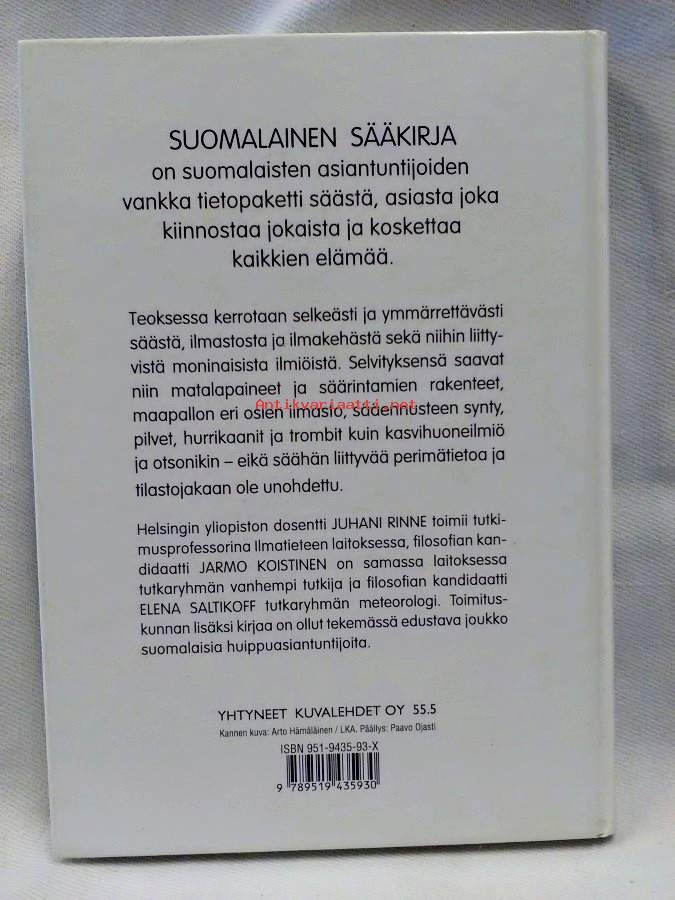 SUOMALAINEN SÄÄKIRJA
on suomalaisten asiantuntijoiden
vankka tietopaketti säästä, asiasta joka
kiinnostaa jokaista ja koskettaa
kaikkien elämää.
Teoksessa kerrotaan selkeästi ja ymmärrettävästi
säästä, ilmastosta ja ilmakehästä sekä niihin liitty-
vistä moninaisista ilmiöistä. Selvityksensä saavat
niin matalapaineet ja säärintamien rakenteet,
Antikvariaatti.net
maapallon eri osien ilmasto, sääennusteen synty,
pilvet, hurrikaanit ja trombit kuin kasvihuoneilmiö
ja otsonikin – eikä säähän liittyvää perimätietoa ja
tilastojakaan ole unohdettu.
Helsingin yliopiston dosentti JUHANI RINNE toimii tutki-
musprofessorina Ilmatieteen laitoksessa, filosofian kan-
didaatti JARMO KOISTINEN on samassa laitoksessa
tutkaryhmän vanhempi tutkija ja filosofian kandidaatti
ELENA SALTIKOFF tutkaryhmän meteorologi. Toimitus-
kunnan lisäksi kirjaa on ollut tekemässä edustava joukko
suomalaisia huippuasiantuntijoita.
YHTYNEET KUVALEHDET OY 55.5
Kannen kuva: Arto Hämäläinen / LKA. Päällys: Paavo Ojasti
ISBN 951-9435-93-X
9 789519 435930